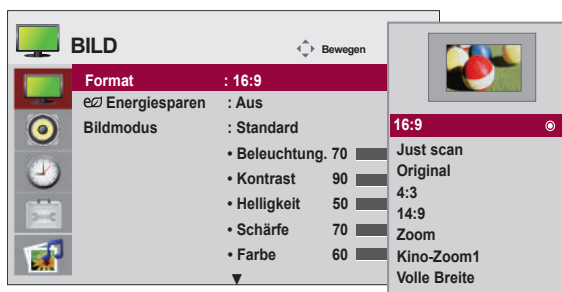 BILD
Bewegen
Format : 16:9
Energiesparen : Aus
Bildmodus : Standard
• Beleuchtung. 70
• Kontrast 90
• Helligkeit 50
• Schärfe 70
• Farbe 60
▼
16:9
Just scan
Original
4:3
14:9
Zoom
Kino-Zoom1
Volle Breite